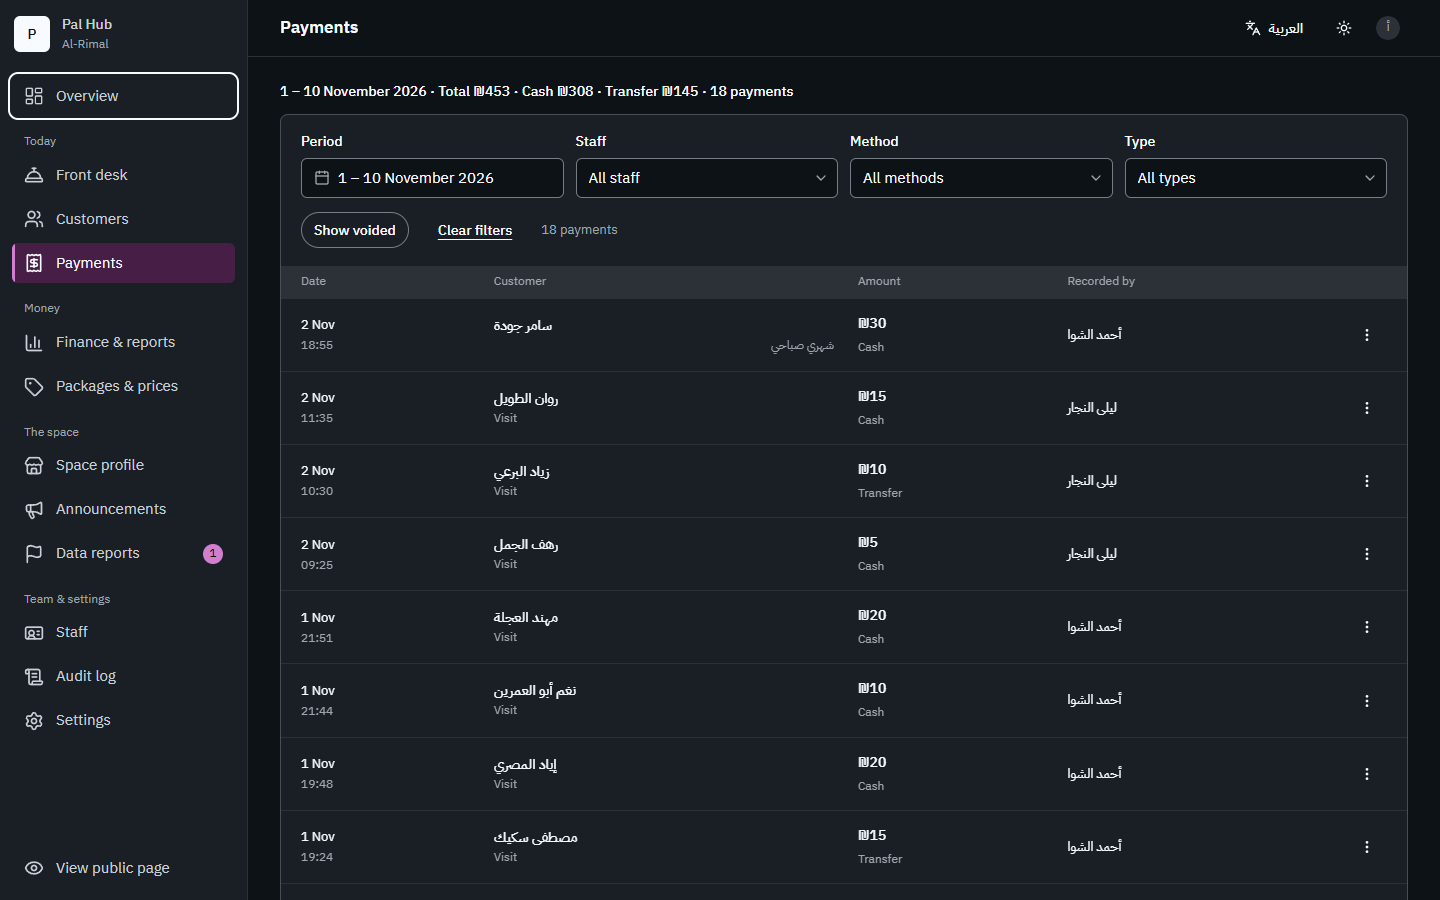 P
Pal Hub
Al-Rimal
Overview
Today
Front desk
Customers
Payments
Money
Finance & reports
Packages & prices
The space
Space profile
Announcements
Data reports
1
Team & settings
Staff
Audit log
Settings
View public page
Payments
العربية
أ
1 – 10 November 2026 · Total ₪453 · Cash ₪308 · Transfer ₪145 · 18 payments
Period
Staff
Method
Type
1 – 10 November 2026
All staff
All methods
All types
Show voided
Clear filters
18 payments
Date
Customer
Amount
Recorded by
2 Nov
18:55
سامر جودة
شهري صباحي
₪30
Cash
أحمد الشوا
2 Nov
11:35
روان الطويل
Visit
₪15
Cash
ليلى النجار
2 Nov
10:30
زياد البرعي
Visit
₪10
Transfer
ليلى النجار
2 Nov
09:25
رهف الجمل
Visit
₪5
Cash
ليلى النجار
1 Nov
21:51
مهند العجلة
Visit
₪20
Cash
أحمد الشوا
1 Nov
21:44
نغم أبو العمرين
Visit
₪10
Cash
أحمد الشوا
1 Nov
19:48
إياد المصري
Visit
₪20
Cash
أحمد الشوا
1 Nov
19:24
مصطفى سكيك
Visit
₪15
Transfer
أحمد الشوا